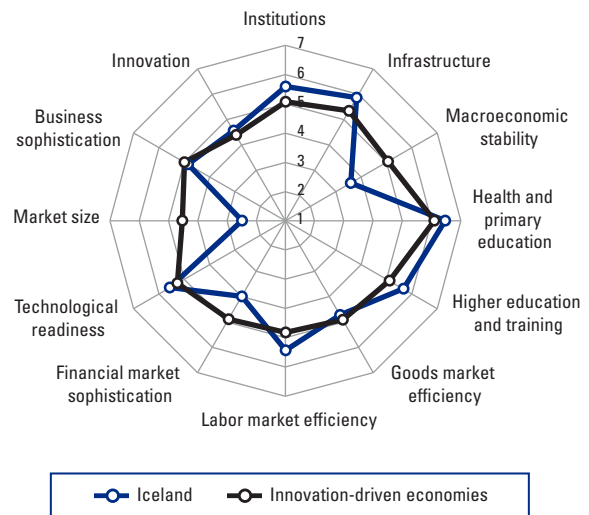 Institutions
Infrastructure
Macroeconomic
stability
Health and
primary
education
Higher education
and training
Goods market
efficiency
Labor market efficiency
Financial market
sophistication
Technological
readiness
Market size
Business
sophistication
Innovation
7
6
5
4
3
2
1
Iceland
Innovation-driven economies